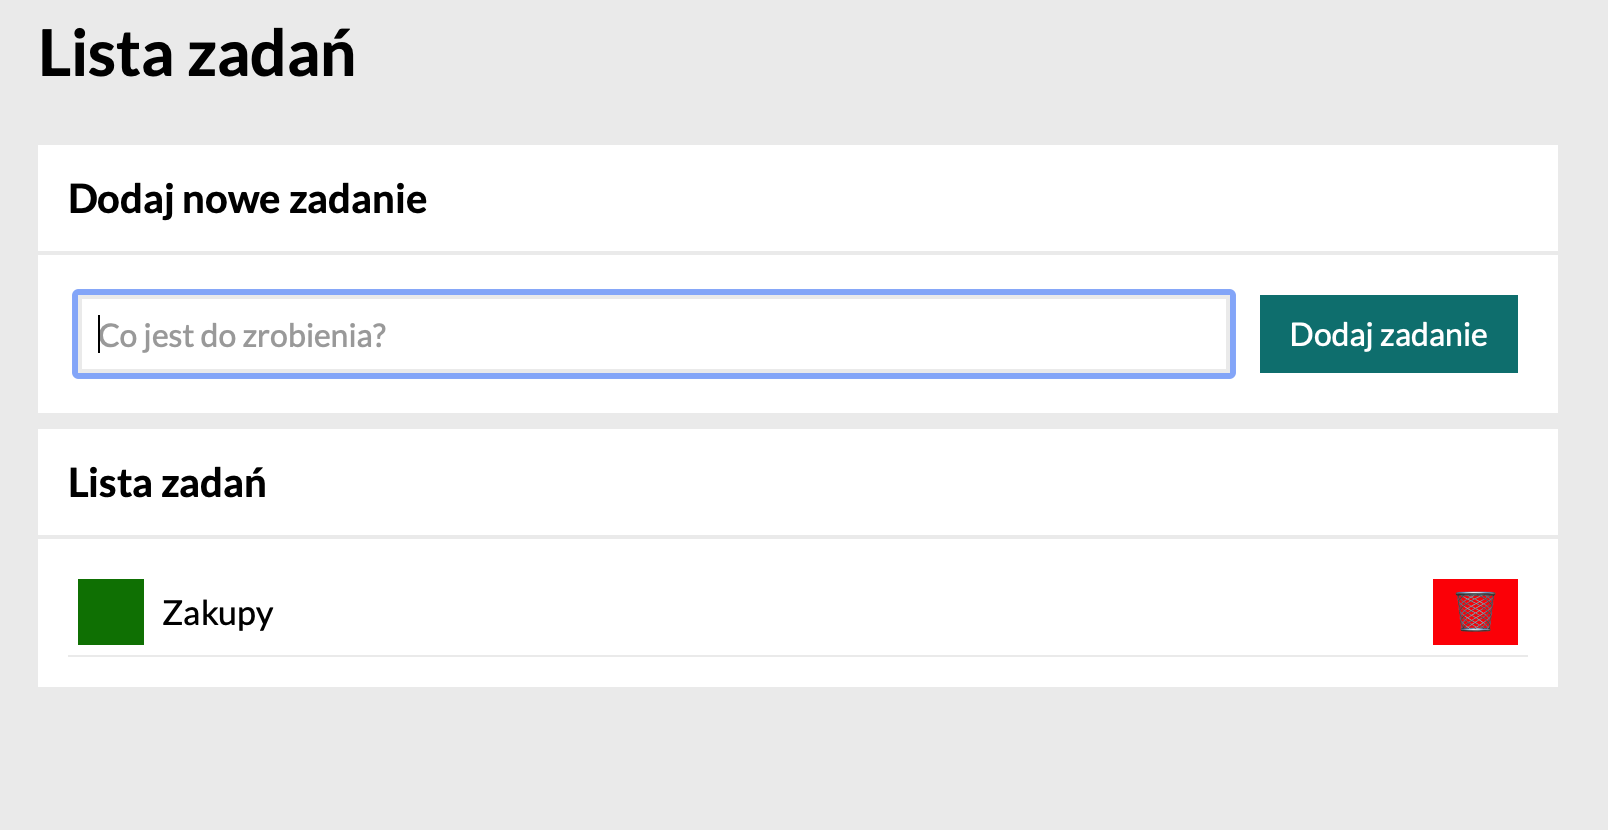 Lista zadań
Dodaj nowe zadanie
Co jest do zrobienia?
Dodaj zadanie
Lista zadań
Zakupy